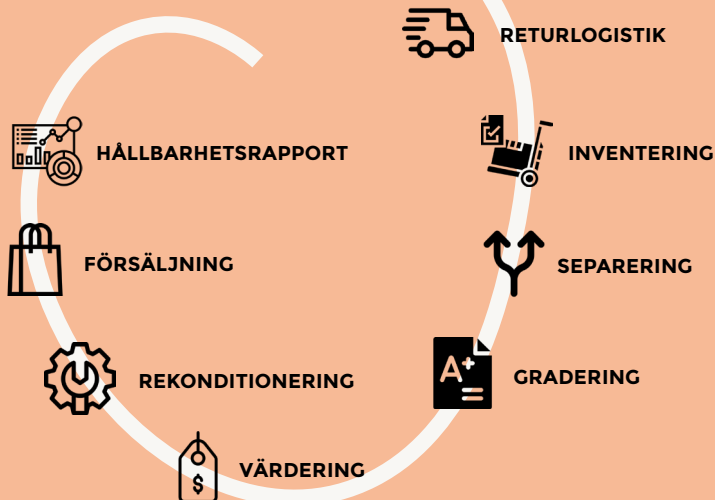 RETURLOGISTIK
HÅLLBARHETSRAPPORT
INVENTERING
FÖRSÄLJNING
SEPARERING
REKONDITIONERING
A+
GRADERING
VÄRDERING
$